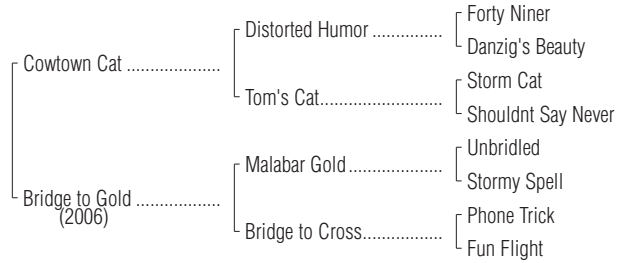 Forty Niner
Distorted Humor ...............
Danzig's Beauty
Cowtown Cat ....................
Storm Cat
Tom's Cat..........................
Shouldnt Say Never
Unbridled
Malabar Gold ....................
Stormy Spell
Bridge to Gold ..................
(2006)
Phone Trick
Bridge to Cross.................
Fun Flight